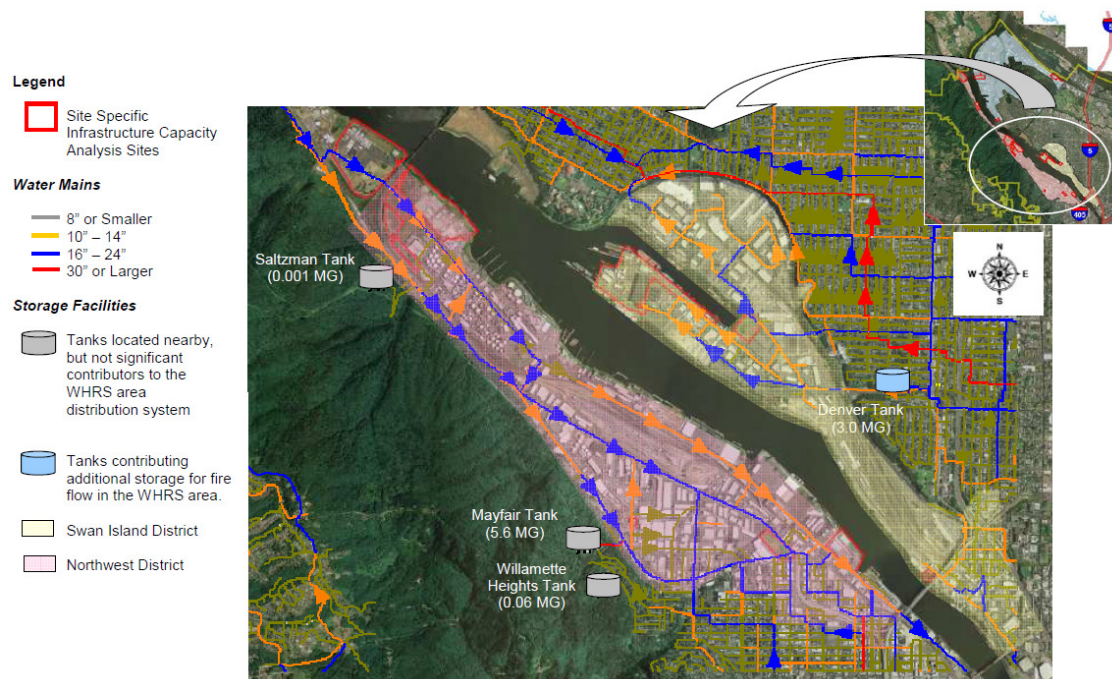 Legend
Site Specific
Infrastructure Capacity
Analysis Sites
Water Mains
8” or Smaller
10” – 14”
16” – 24”
30” or Larger
Storage Facilities
Tanks located nearby,
but not significant
contributors to the
WHRS area
distribution system
Tanks contributing
additional storage for fire
flow in the WHRS area.
Swan Island District
Northwest District
Saltzman Tank
(0.001 MG)
Denver Tank
(3.0 MG)
Mayfair Tank
(5.6 MG)
Willamette
Heights Tank
(0.06 MG)
5
5
405
N
W E
S